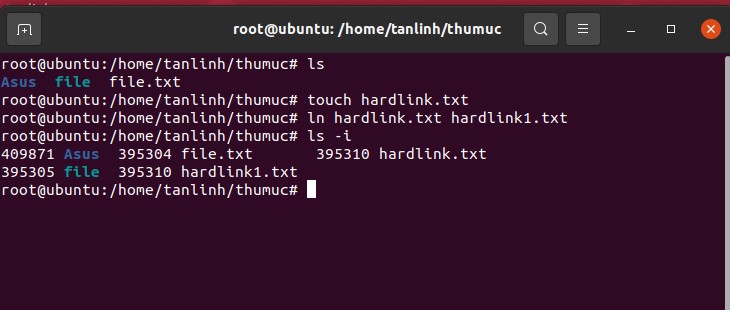 root@ubuntu: /home/tanlinh/thumuc
root@ubuntu:/home/tanlinh/thumuc# ls
Asus  file  file.txt
root@ubuntu:/home/tanlinh/thumuc# touch hardlink.txt
root@ubuntu:/home/tanlinh/thumuc# ln hardlink.txt hardlink1.txt
root@ubuntu:/home/tanlinh/thumuc# ls -i
409871 Asus  395304 file.txt       395310 hardlink.txt
395305 file  395310 hardlink1.txt
root@ubuntu:/home/tanlinh/thumuc#